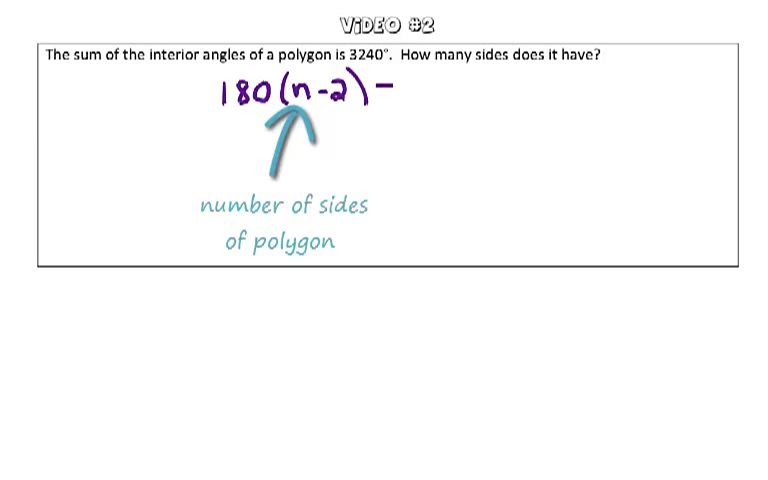 ViDEO #2
The sum of the interior angles of a polygon is 3240°. How many sides does it have?
180(n-2) -
number of sides
of polygon